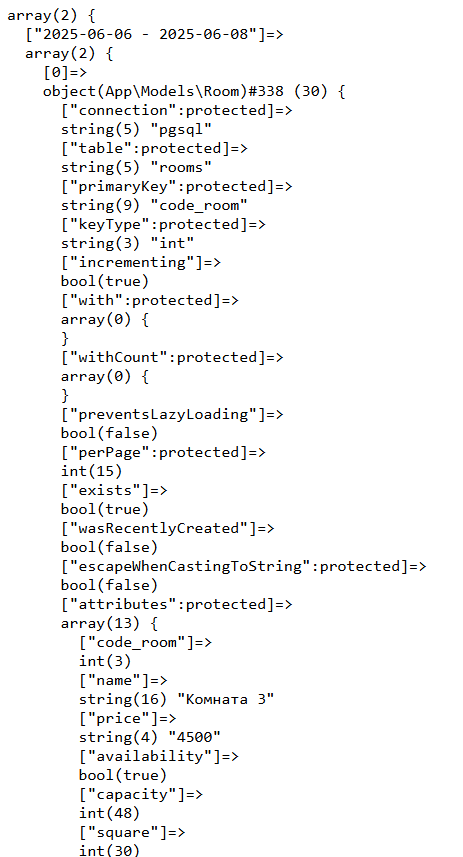 array(2) {
["2025-06-06 - 2025-06-08"]=>
array(2) {
[0]=>
object(App\Models\Room)#338 (30) {
["connection":protected]=>
string(5) "pgsql"
["table":protected]=>
string(5) "rooms"
["primaryKey":protected]=>
string(9) "code_room"
["keyType":protected]=>
string(3) "int"
["incrementing"]=>
bool(true)
["with":protected]=>
array(0) {
}
["withCount":protected]=>
array(0) {
}
["preventsLazyLoading"]=>
bool(false)
["perPage":protected]=>
int(15)
["exists"]=>
bool(true)
["wasRecentlyCreated"]=>
bool(false)
["escapeWhenCastingToString":protected]=>
bool(false)
["attributes":protected]=>
array(13) {
["code_room"]=>
int(3)
["name"]=>
string(16) "Комната 3"
["price"]=>
string(4) "4500"
["availability"]=>
bool(true)
["capacity"]=>
int(48)
["square"]=>
int(30)